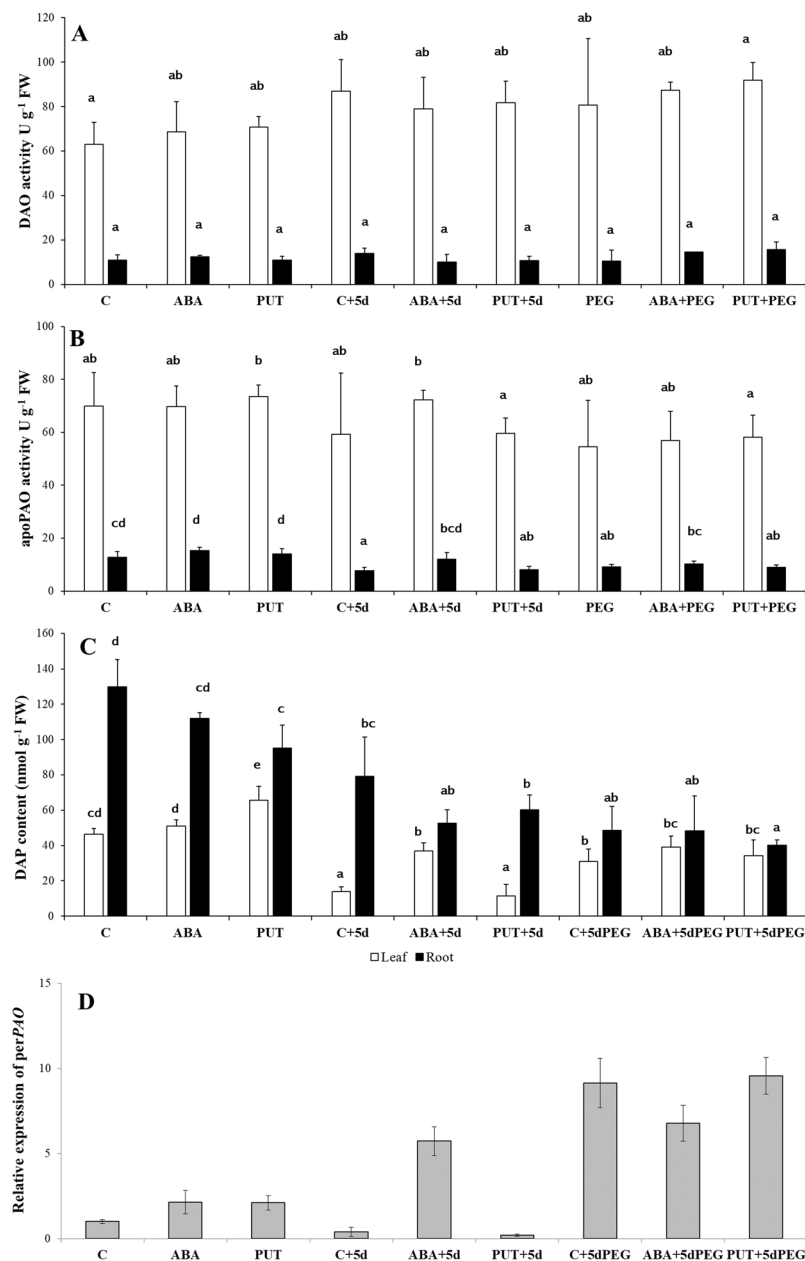 A
DAO activity U g-1 FW
120
100
80
60
40
20
0
a ab ab ab ab ab ab ab a
a a a a a a a a a
C ABA PUT C+5d ABA+5d PUT+5d PEG ABA+PEG PUT+PEG
B
apoPAO activity U g-1 FW
100
80
60
40
20
0
ab ab b ab b a ab ab a
cd d d a bcd ab ab bc ab
C ABA PUT C+5d ABA+5d PUT+5d PEG ABA+PEG PUT+PEG
C
DAP content (nmol g-1 FW)
160
140
120
100
80
60
40
20
0
cd d e a b a b bc bc
d cd c bc ab b ab ab a
C ABA PUT C+5d ABA+5d PUT+5d C+5dPEG ABA+5dPEG PUT+5dPEG
Leaf Root
D
Relative expression of perPAO
15
10
5
0
C ABA PUT C+5d ABA+5d PUT+5d C+5dPEG ABA+5dPEG PUT+5dPEG